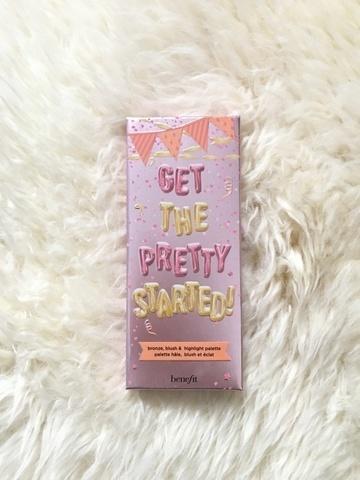 GET
THE
PRETTY
STARTED!
bronze, blush & highlight palette
palette hâle, blush et éclat
benefit